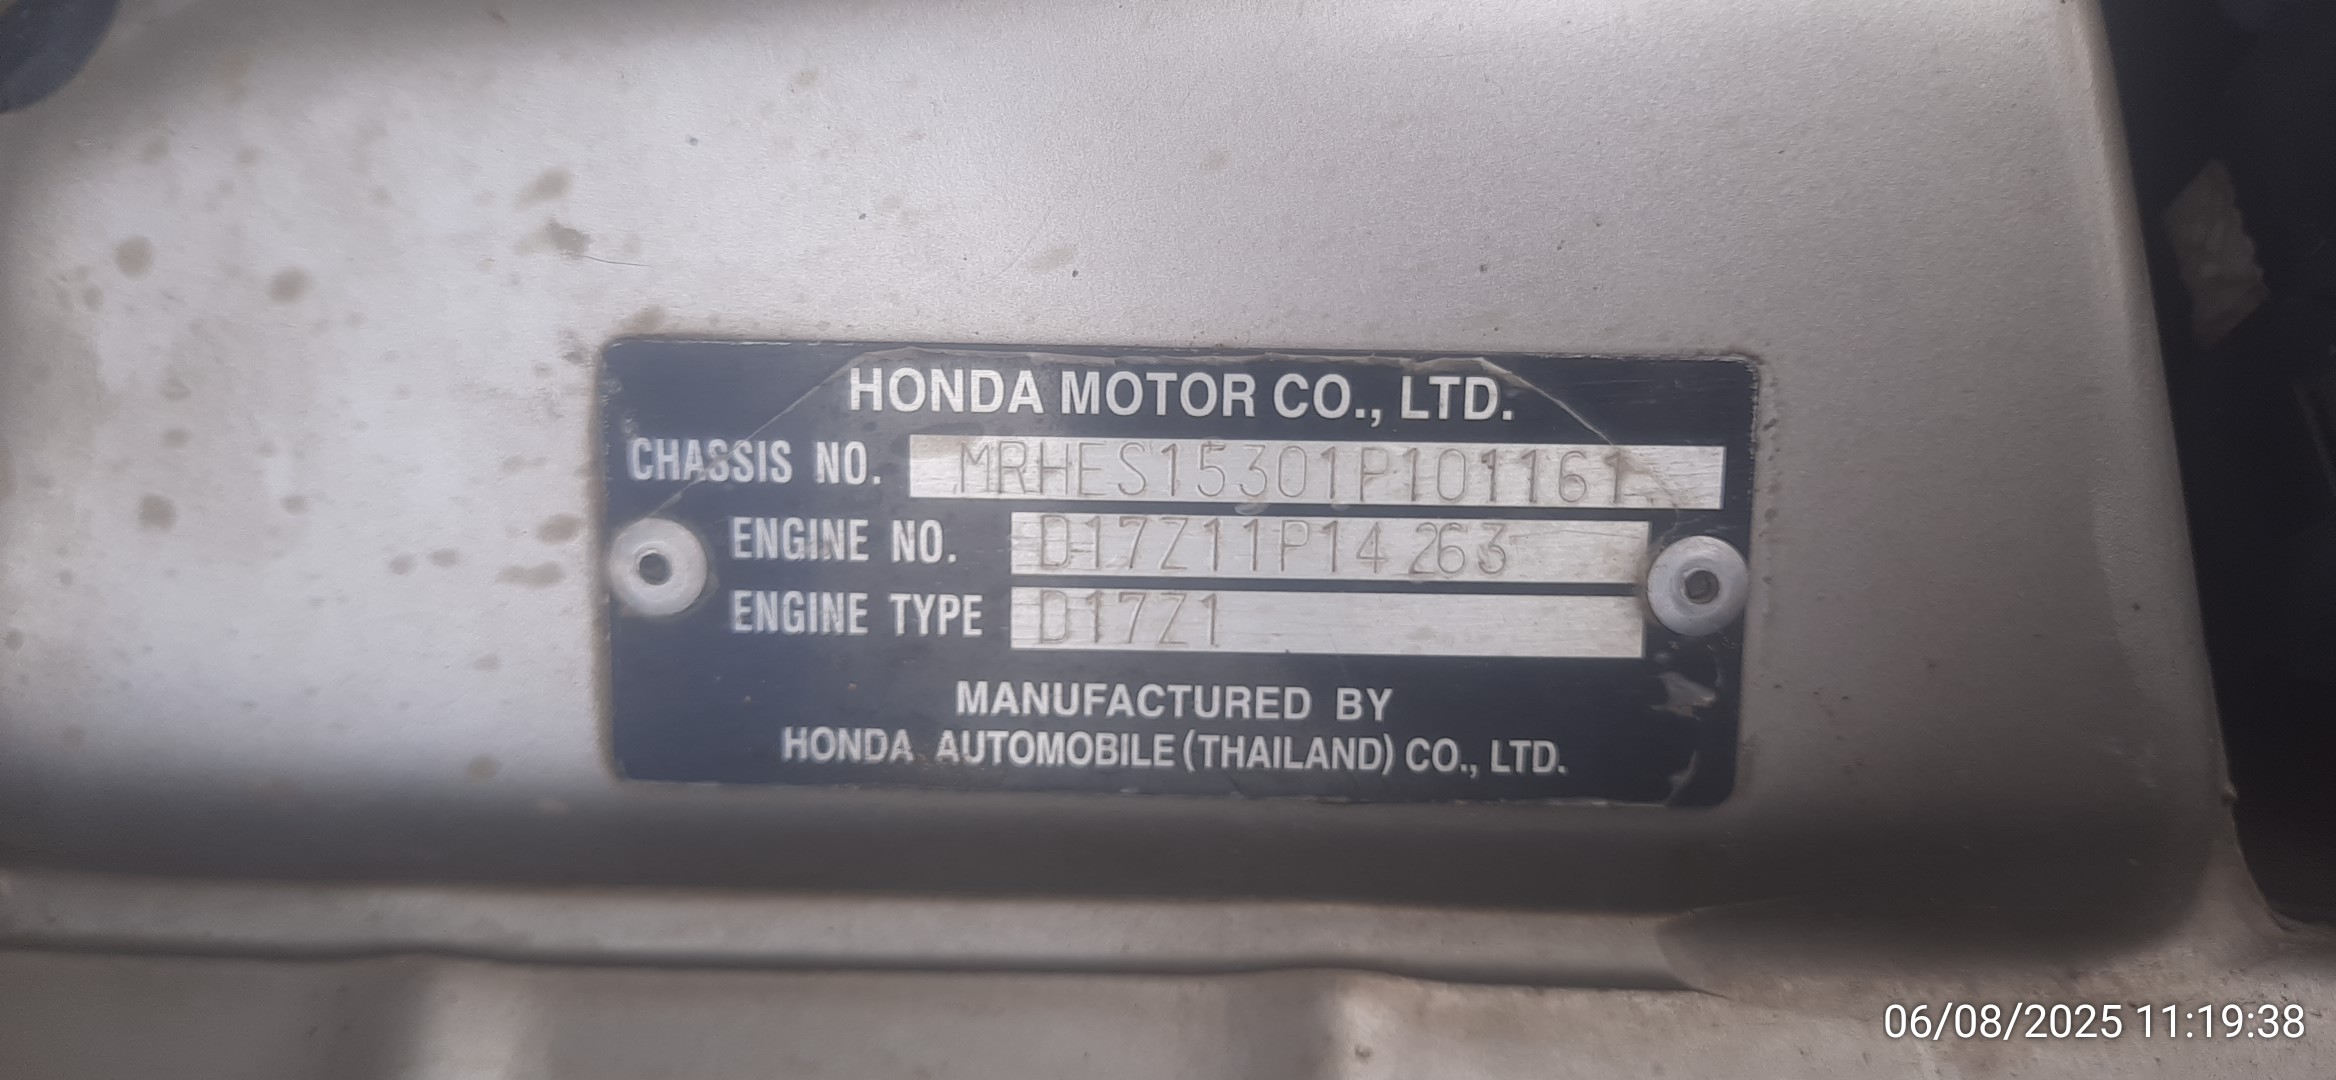 HONDA MOTOR CO., LTD.
CHASSIS NO. MRHES15301P101161
ENGINE NO. D17Z11P14263
ENGINE TYPE D17Z1
MANUFACTURED BY
HONDA AUTOMOBILE (THAILAND) CO., LTD.
06/08/2025 11:19:38